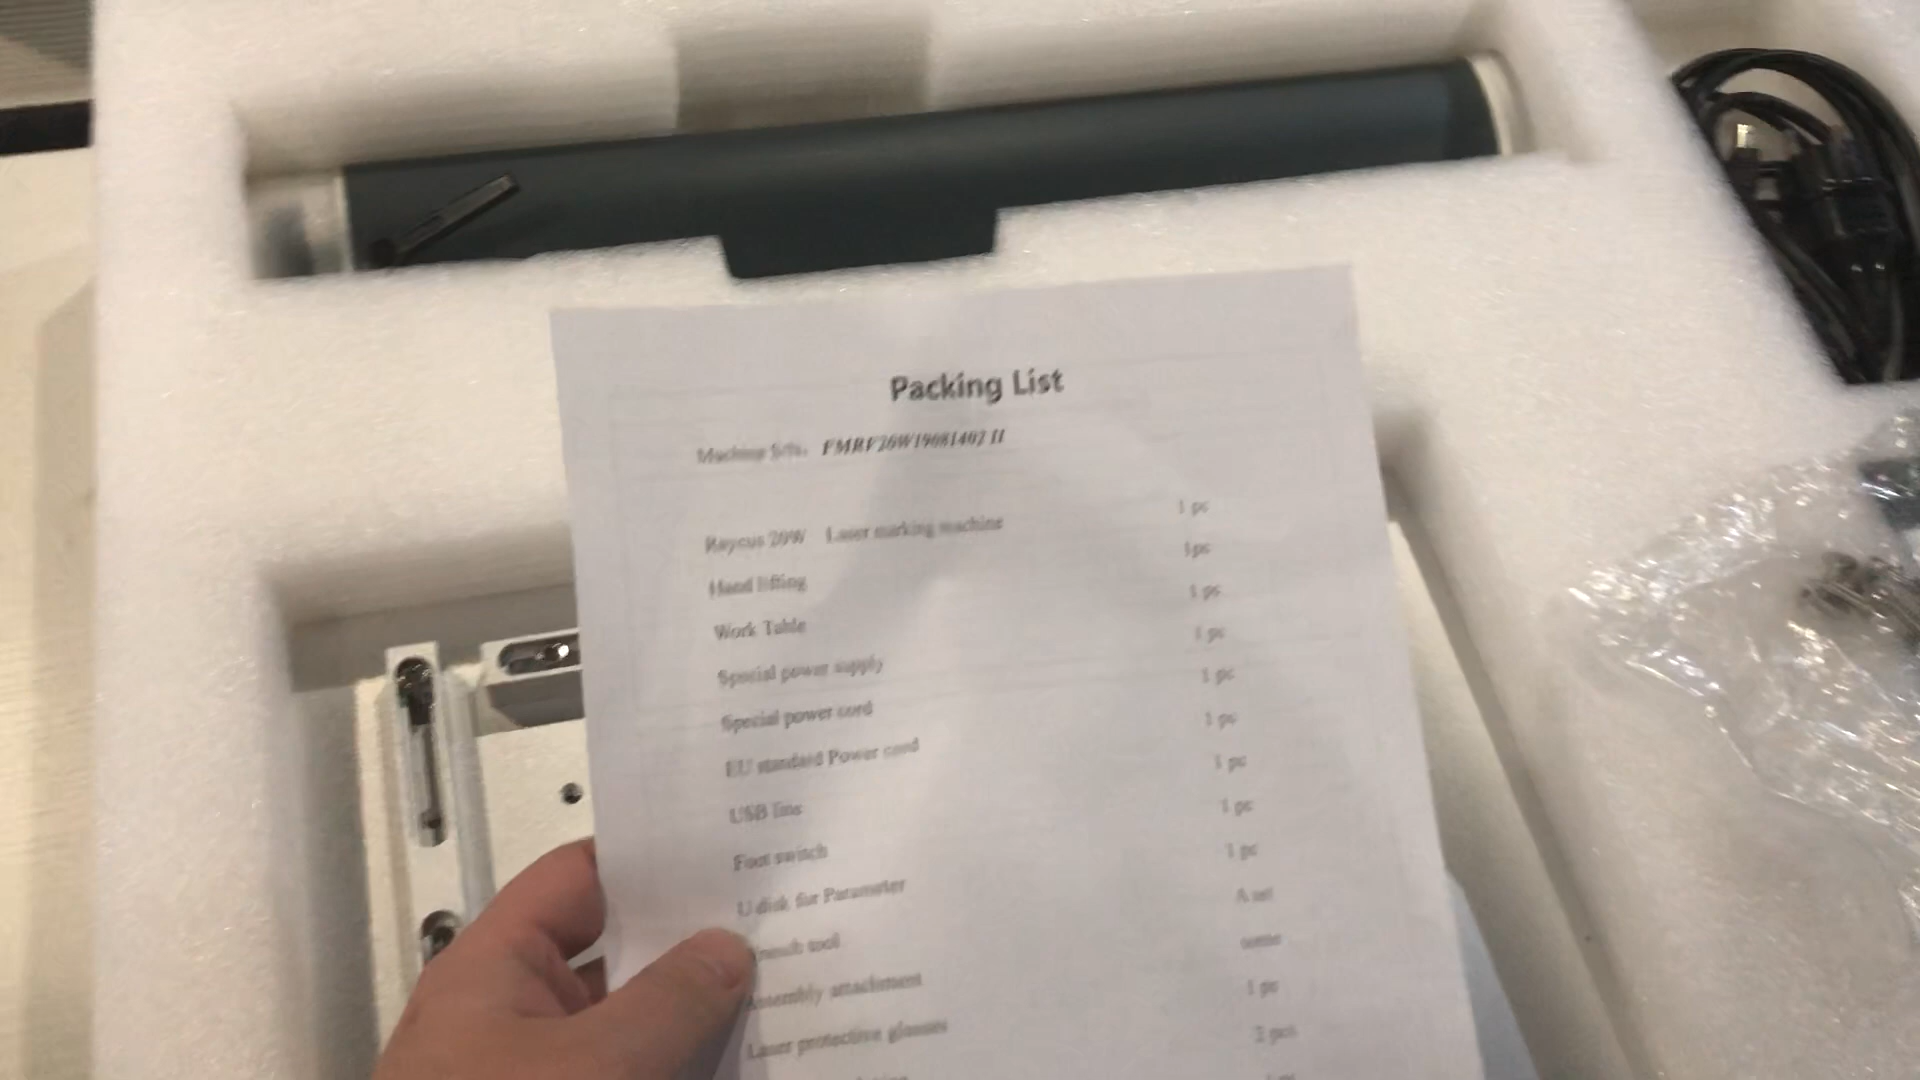 Packing List
Machine S/N: FMRF20W19081402 II
Raycus 20W Laser marking machine 1 pc
Hand lifting 1pc
Work Table 1 pc
Special power supply 1 pc
Special power cord 1 pc
EU standard Power cord 1 pc
USB line 1 pc
Foot switch 1 pc
U disk for Parameter 1 pc
tool A set
Assembly attachment some
Laser protective glasses 1 pc